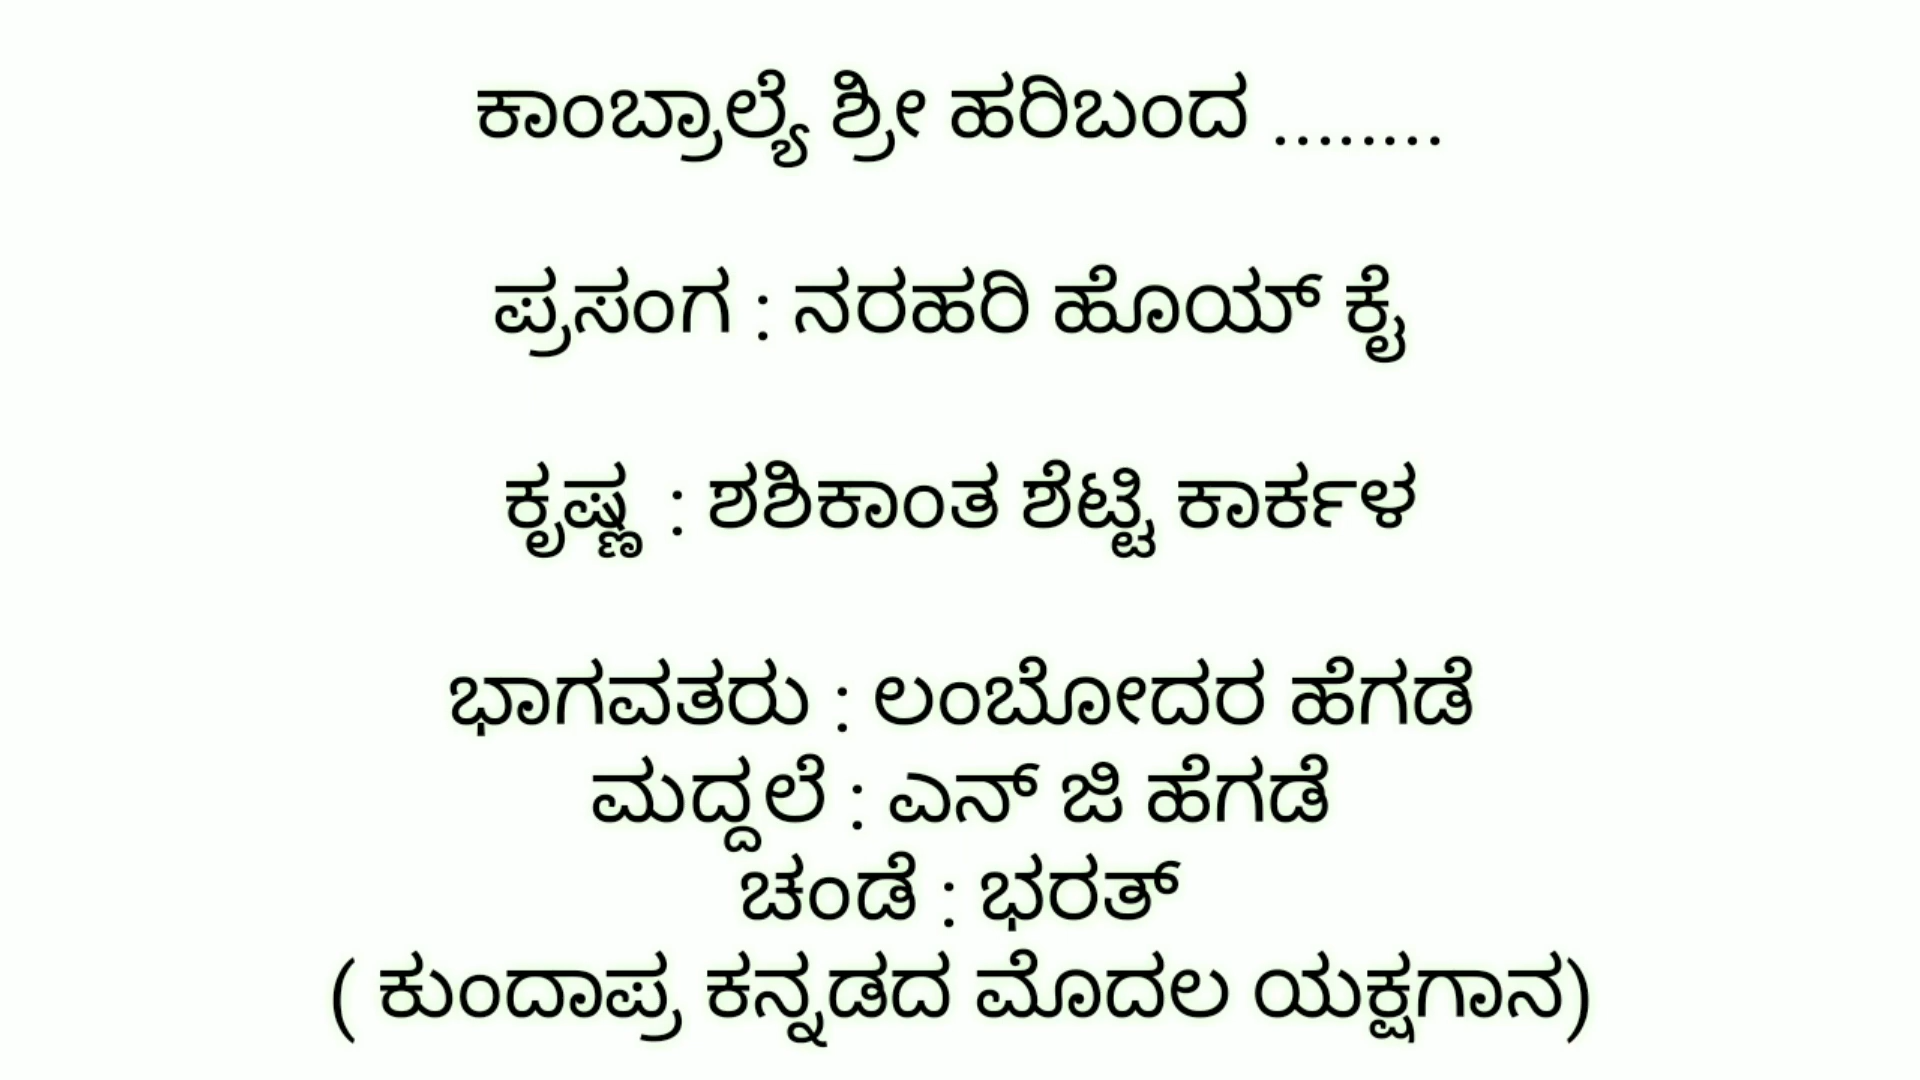 ಕಾಂಬ್ರಾಲ್ಯೆ ಶ್ರೀ ಹರಿಬಂದ ........
ಪ್ರಸಂಗ : ನರಹರಿ ಹೊಯ್ ಕೈ
ಕೃಷ್ಣ : ಶಶಿಕಾಂತ ಶೆಟ್ಟಿ ಕಾರ್ಕಳ
ಭಾಗವತರು : ಲಂಬೋದರ ಹೆಗಡೆ
ಮದ್ದಲೆ : ಎನ್ ಜಿ ಹೆಗಡೆ
ಚಂಡೆ : ಭರತ್
( ಕುಂದಾಪ್ರ ಕನ್ನಡದ ಮೊದಲ ಯಕ್ಷಗಾನ)